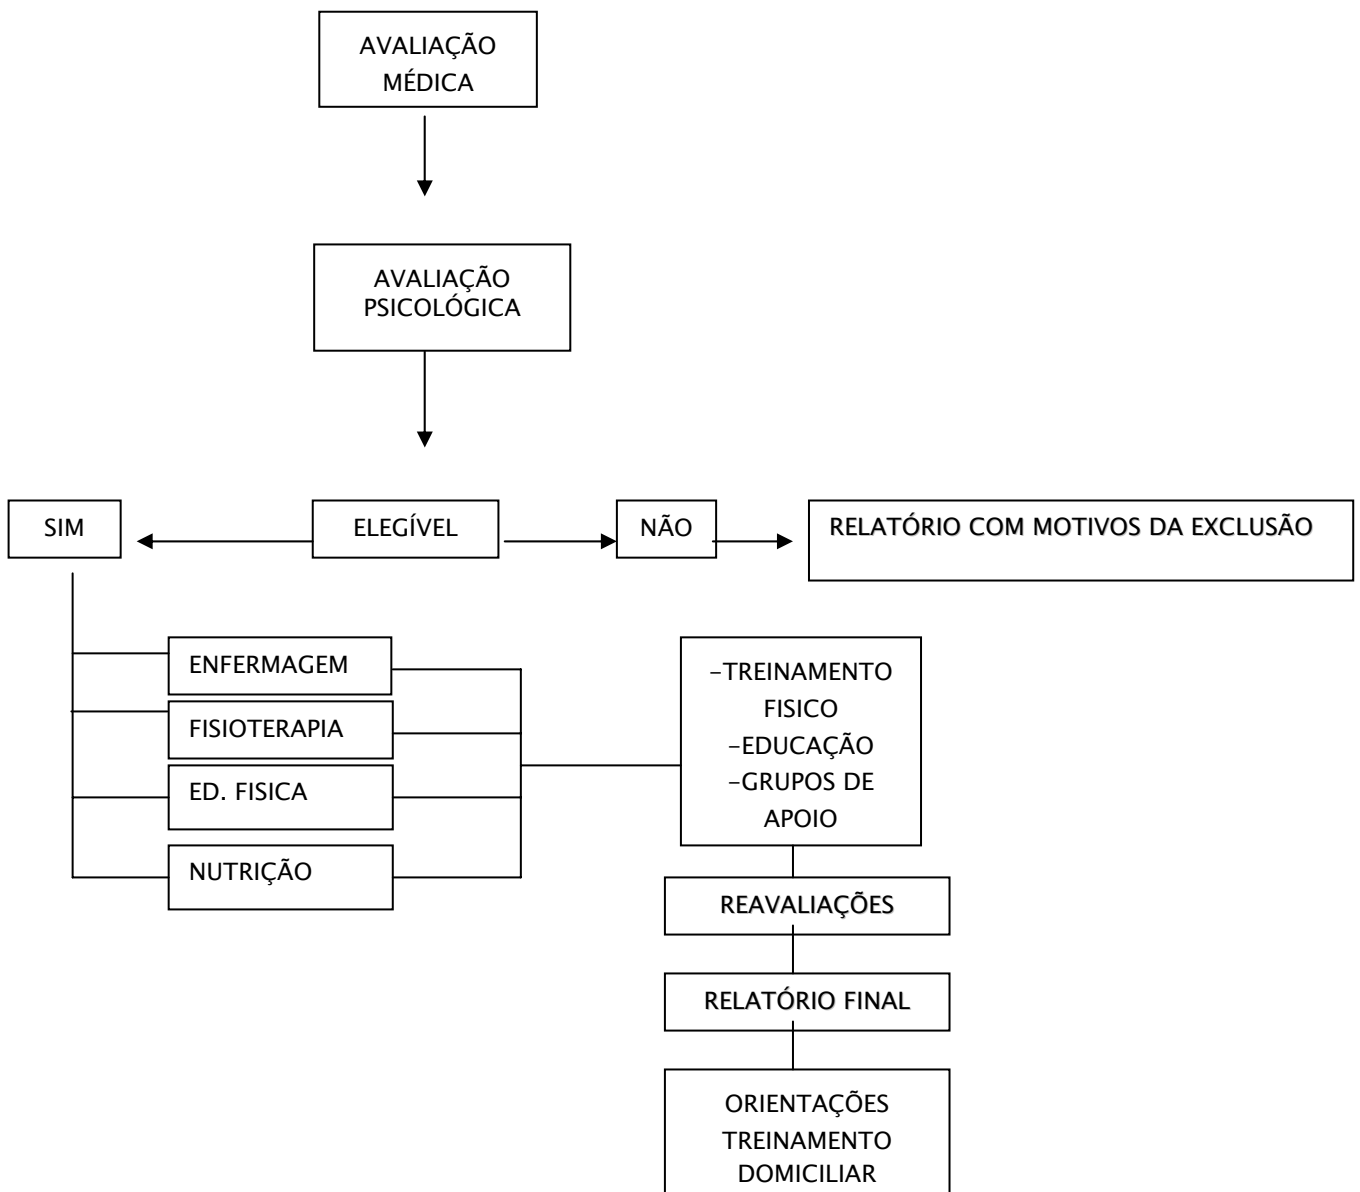 AVALIAÇÃO
MÉDICA
AVALIAÇÃO
PSICOLÓGICA
SIM
ELEGÍVEL
NÃO
RELATÓRIO COM MOTIVOS DA EXCLUSÃO
ENFERMAGEM
FISIOTERAPIA
ED. FISICA
NUTRIÇÃO
-TREINAMENTO
FISICO
-EDUCAÇÃO
-GRUPOS DE
APOIO
REAVALIAÇÕES
RELATÓRIO FINAL
ORIENTAÇÕES
TREINAMENTO
DOMICILIAR